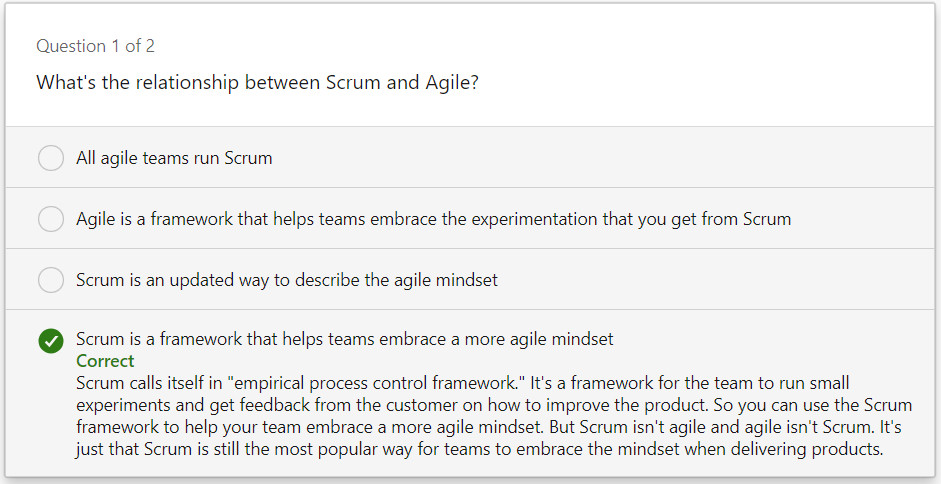 Question 1 of 2
What's the relationship between Scrum and Agile?
All agile teams run Scrum
Agile is a framework that helps teams embrace the experimentation that you get from Scrum
Scrum is an updated way to describe the agile mindset
Scrum is a framework that helps teams embrace a more agile mindset
Correct
Scrum calls itself in "empirical process control framework." It's a framework for the team to run small
experiments and get feedback from the customer on how to improve the product. So you can use the Scrum
framework to help your team embrace a more agile mindset. But Scrum isn't agile and agile isn't Scrum. It's
just that Scrum is still the most popular way for teams to embrace the mindset when delivering products.